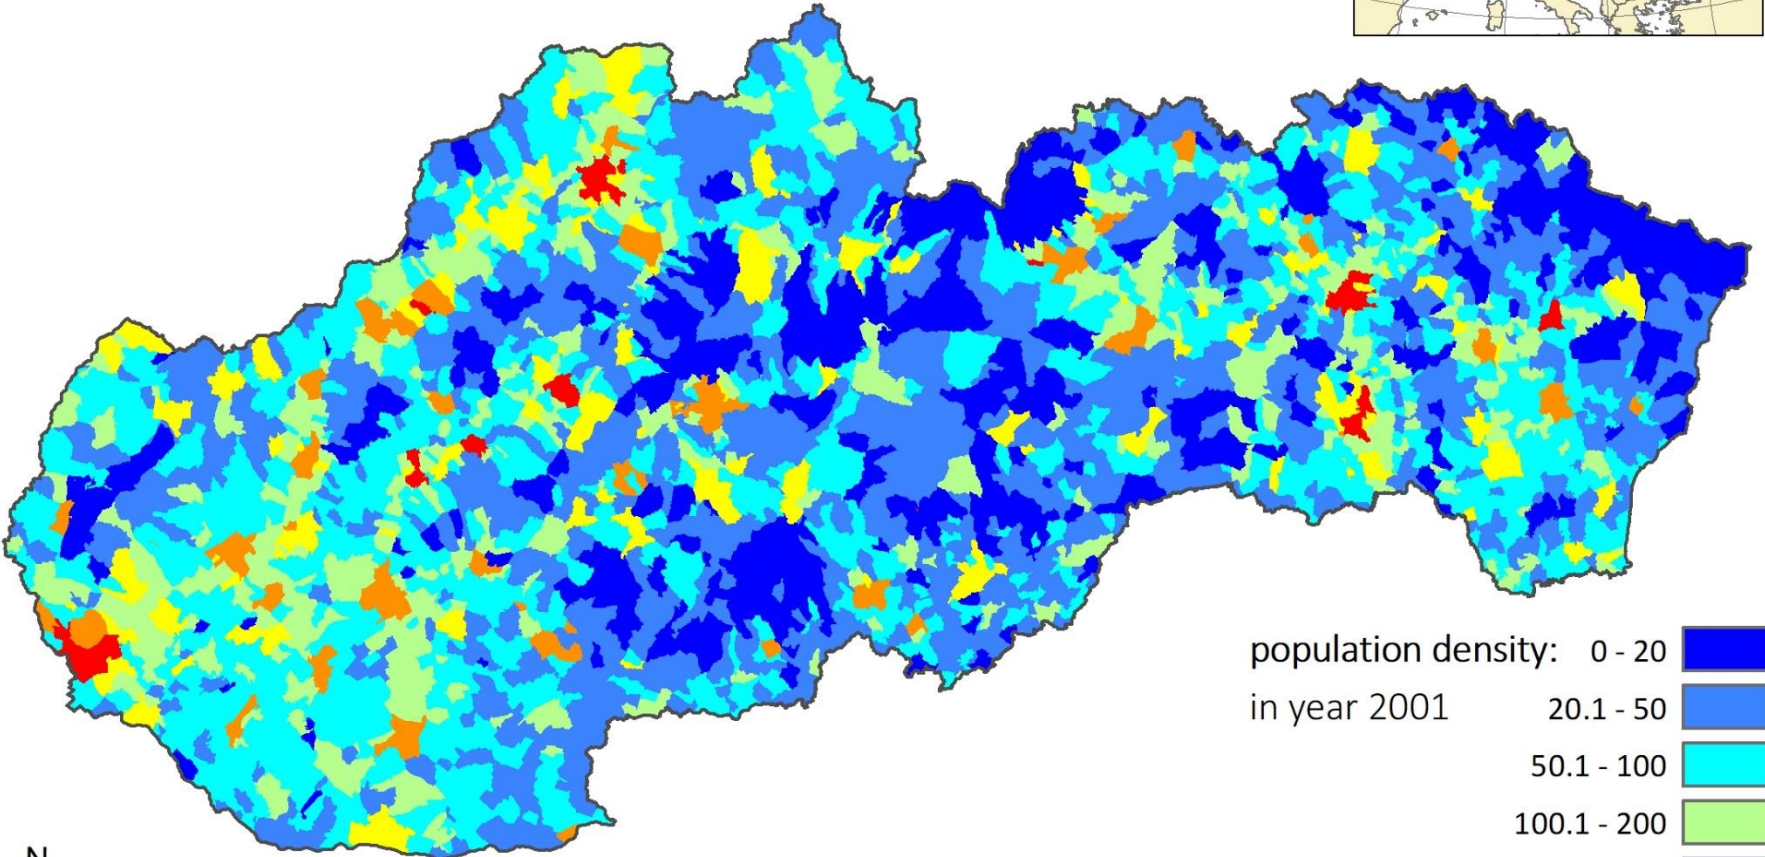 population density: 0 - 20
in year 2001 20.1 - 50
50.1 - 100
100.1 - 200
N